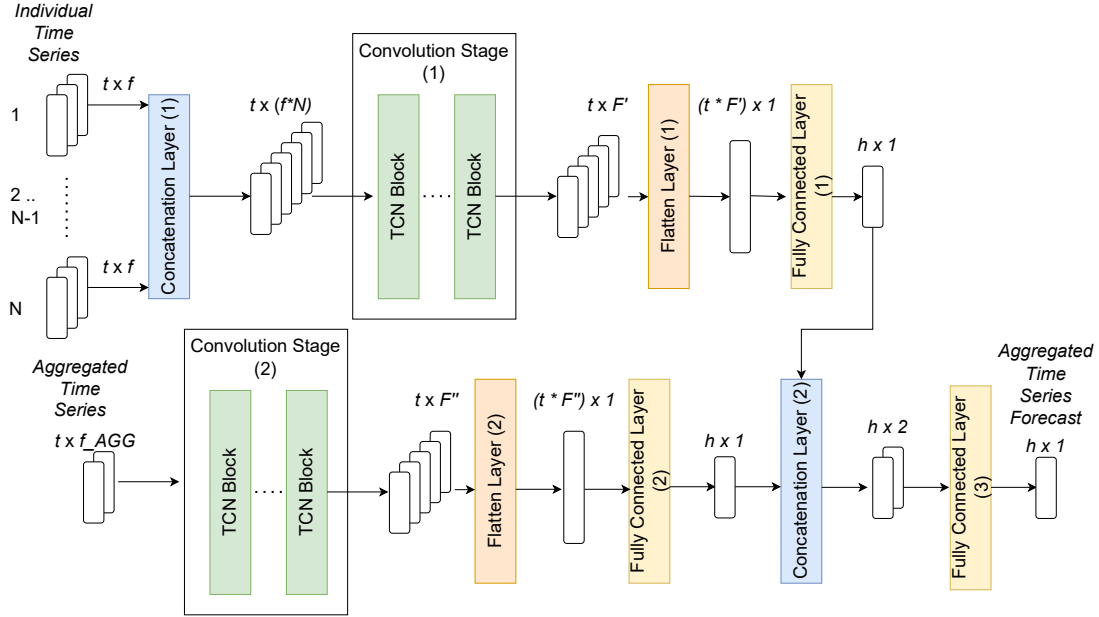 Individual
Time
Series
1
t x f
2 ..
N-1
N
t x f
Concatenation Layer (1)
t x (f*N)
Convolution Stage
(1)
TCN Block
TCN Block
t x F'
Flatten Layer (1)
(t * F') x 1
Fully Connected Layer
(1)
h x 1
Aggregated
Time
Series
t x f_AGG
Convolution Stage
(2)
TCN Block
TCN Block
t x F''
Flatten Layer (2)
(t * F'') x 1
Fully Connected Layer
(2)
h x 1
Concatenation Layer (2)
h x 2
Fully Connected Layer
(3)
Aggregated
Time
Series
Forecast
h x 1